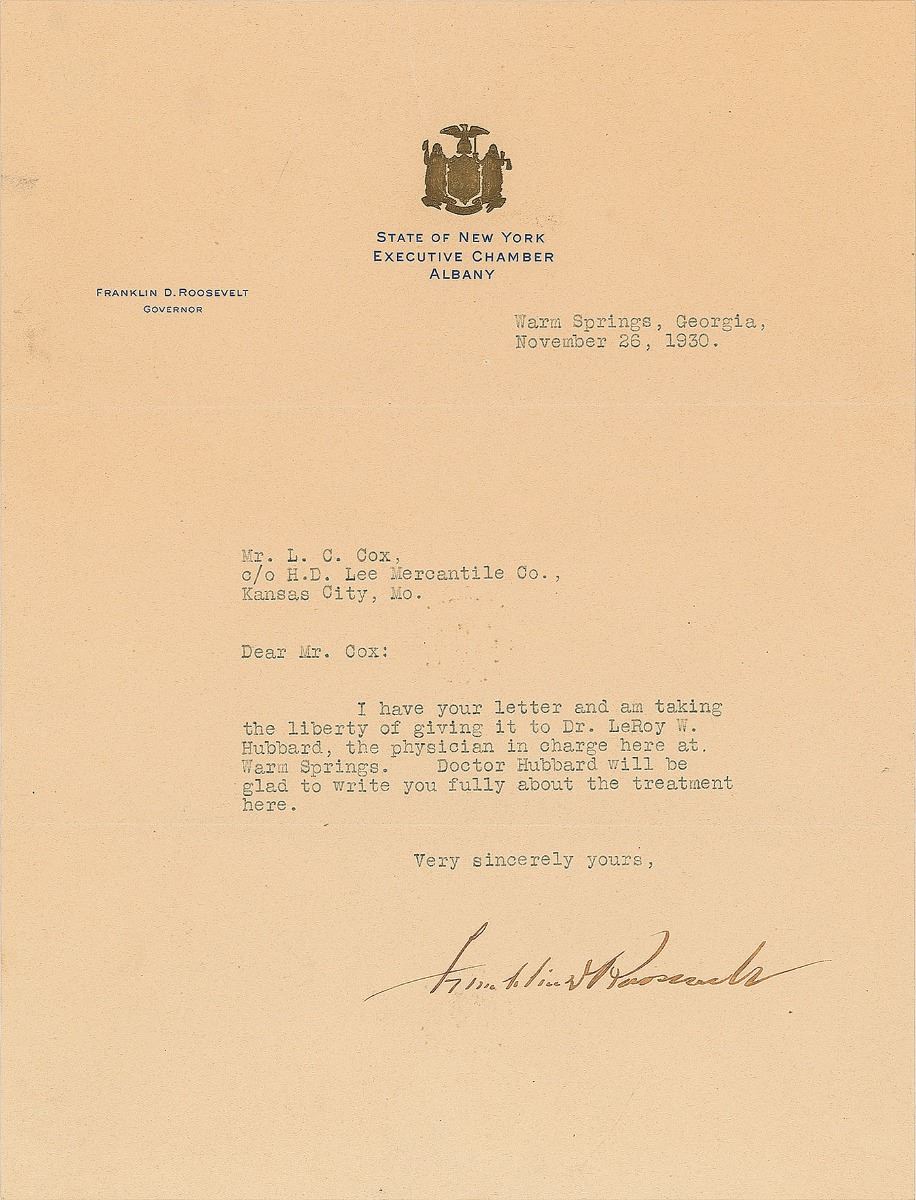 STATE OF NEW YORK
EXECUTIVE CHAMBER
ALBANY
FRANKLIN D. ROOSEVELT
GOVERNOR
Warm Springs, Georgia,
November 26, 1930.
Mr. L. C. Cox,
c/o H.D. Lee Mercantile Co.,
Kansas City, Mo.
Dear Mr. Cox:
I have your letter and am taking
the liberty of giving it to Dr. LeRoy W.
Hubbard, the physician in charge here at.
Warm Springs. Doctor Hubbard will be
glad to write you fully about the treatment
here.
Very sincerely yours,
Franklin D Roosevelt